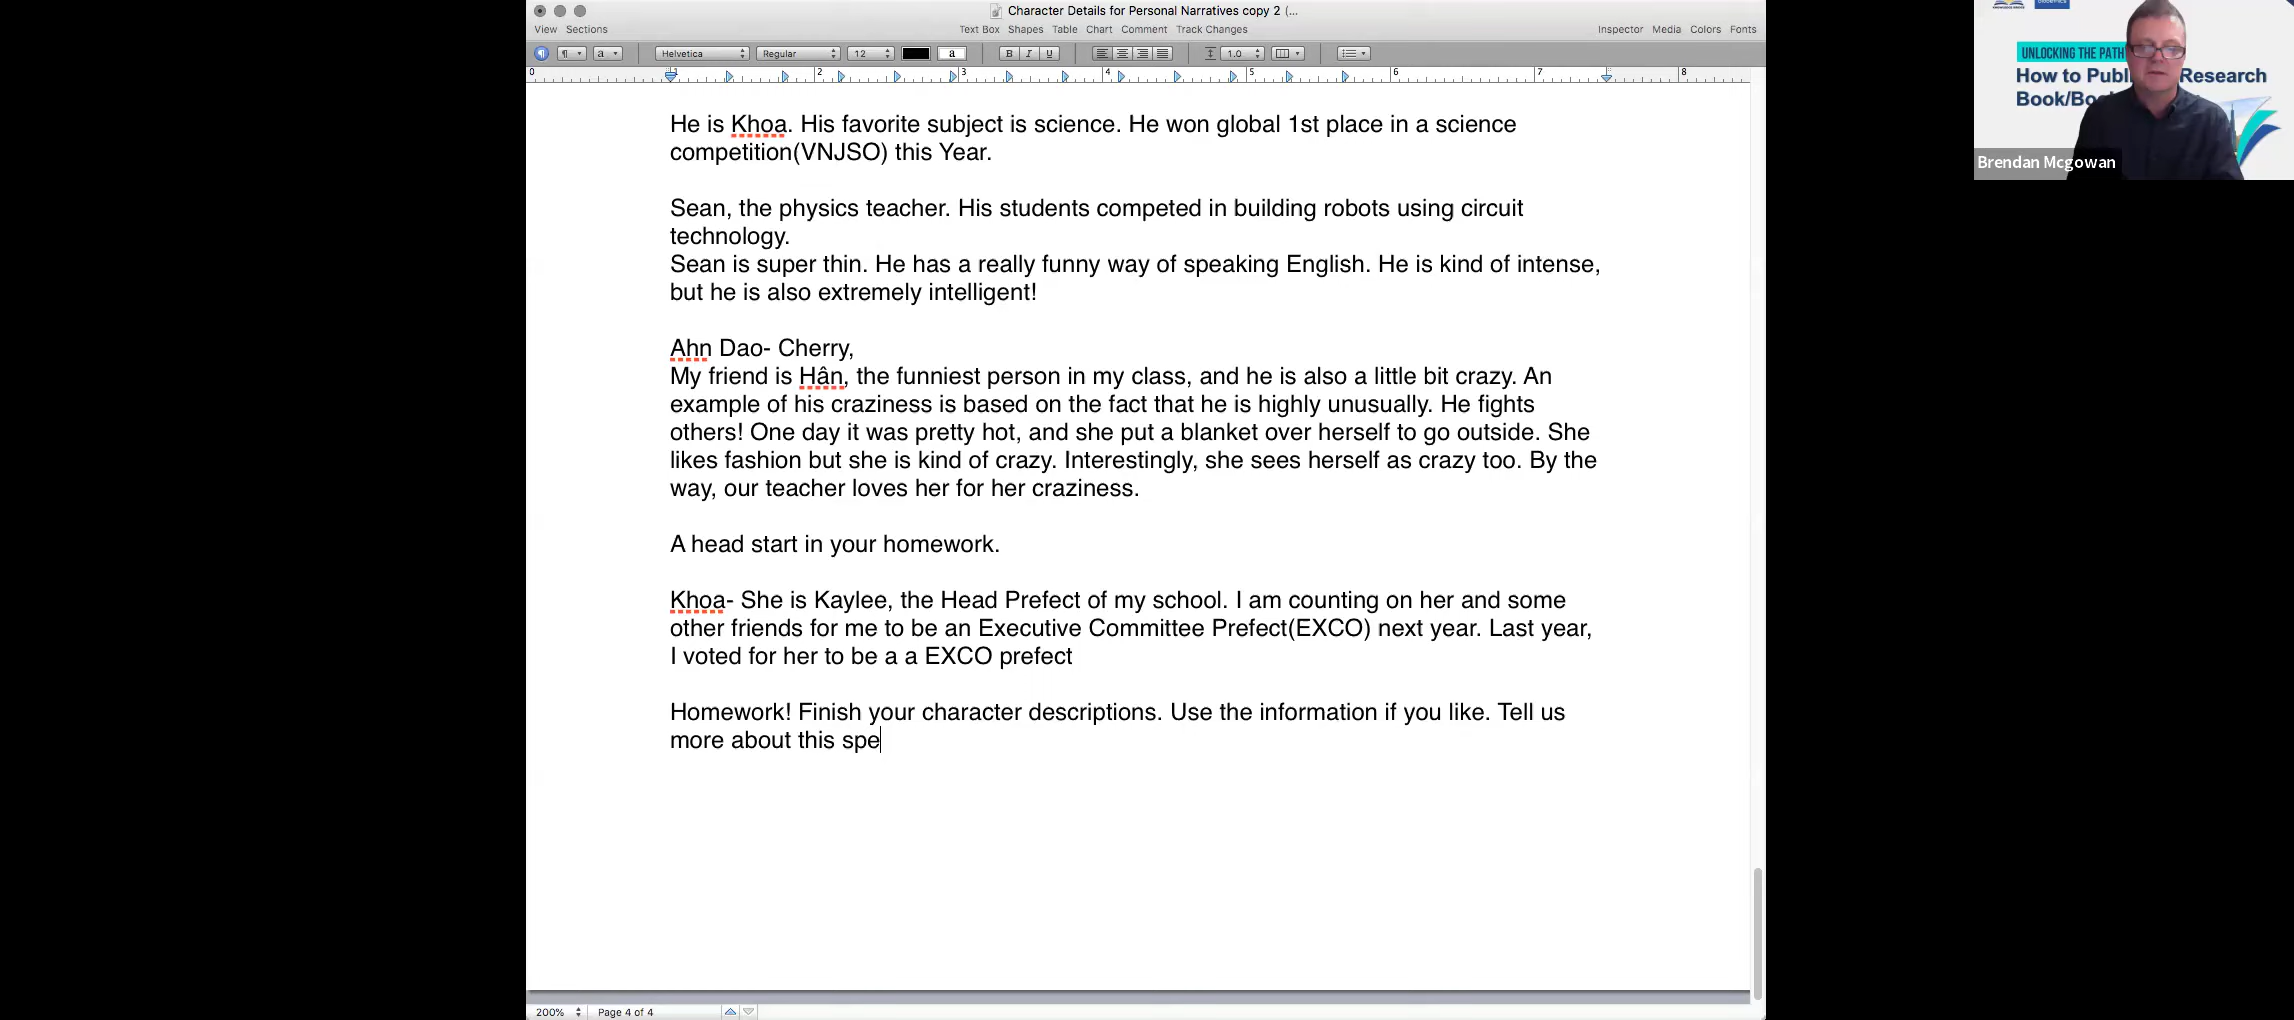 Character Details for Personal Narratives copy 2 (...
View Sections Text Box Shapes Table Chart Comment Track Changes Inspector Media Colors Fonts
Helvetica Regular 12 a B I U 1.0
0 1 2 3 4 5 6 7 8
He is Khoa. His favorite subject is science. He won global 1st place in a science
competition(VNJSO) this Year.
Sean, the physics teacher. His students competed in building robots using circuit
technology.
Sean is super thin. He has a really funny way of speaking English. He is kind of intense,
but he is also extremely intelligent!
Ahn Dao- Cherry,
My friend is Hân, the funniest person in my class, and he is also a little bit crazy. An
example of his craziness is based on the fact that he is highly unusually. He fights
others! One day it was pretty hot, and she put a blanket over herself to go outside. She
likes fashion but she is kind of crazy. Interestingly, she sees herself as crazy too. By the
way, our teacher loves her for her craziness.
A head start in your homework.
Khoa- She is Kaylee, the Head Prefect of my school. I am counting on her and some
other friends for me to be an Executive Committee Prefect(EXCO) next year. Last year,
I voted for her to be a a EXCO prefect
Homework! Finish your character descriptions. Use the information if you like. Tell us
more about this spe
200% Page 4 of 4
UNLOCKING THE PATH
How to Publ Research
Book/Bo
Brendan Mcgowan